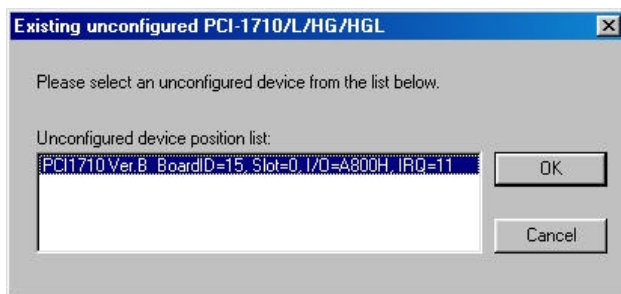 Existing unconfigured PCI-1710/L/HG/HGL
Please select an unconfigured device from the list below.
Unconfigured device position list:
PCI1710 Ver.B BoardID=15, Slot=0, I/O=A800H, IRQ=11
OK
Cancel